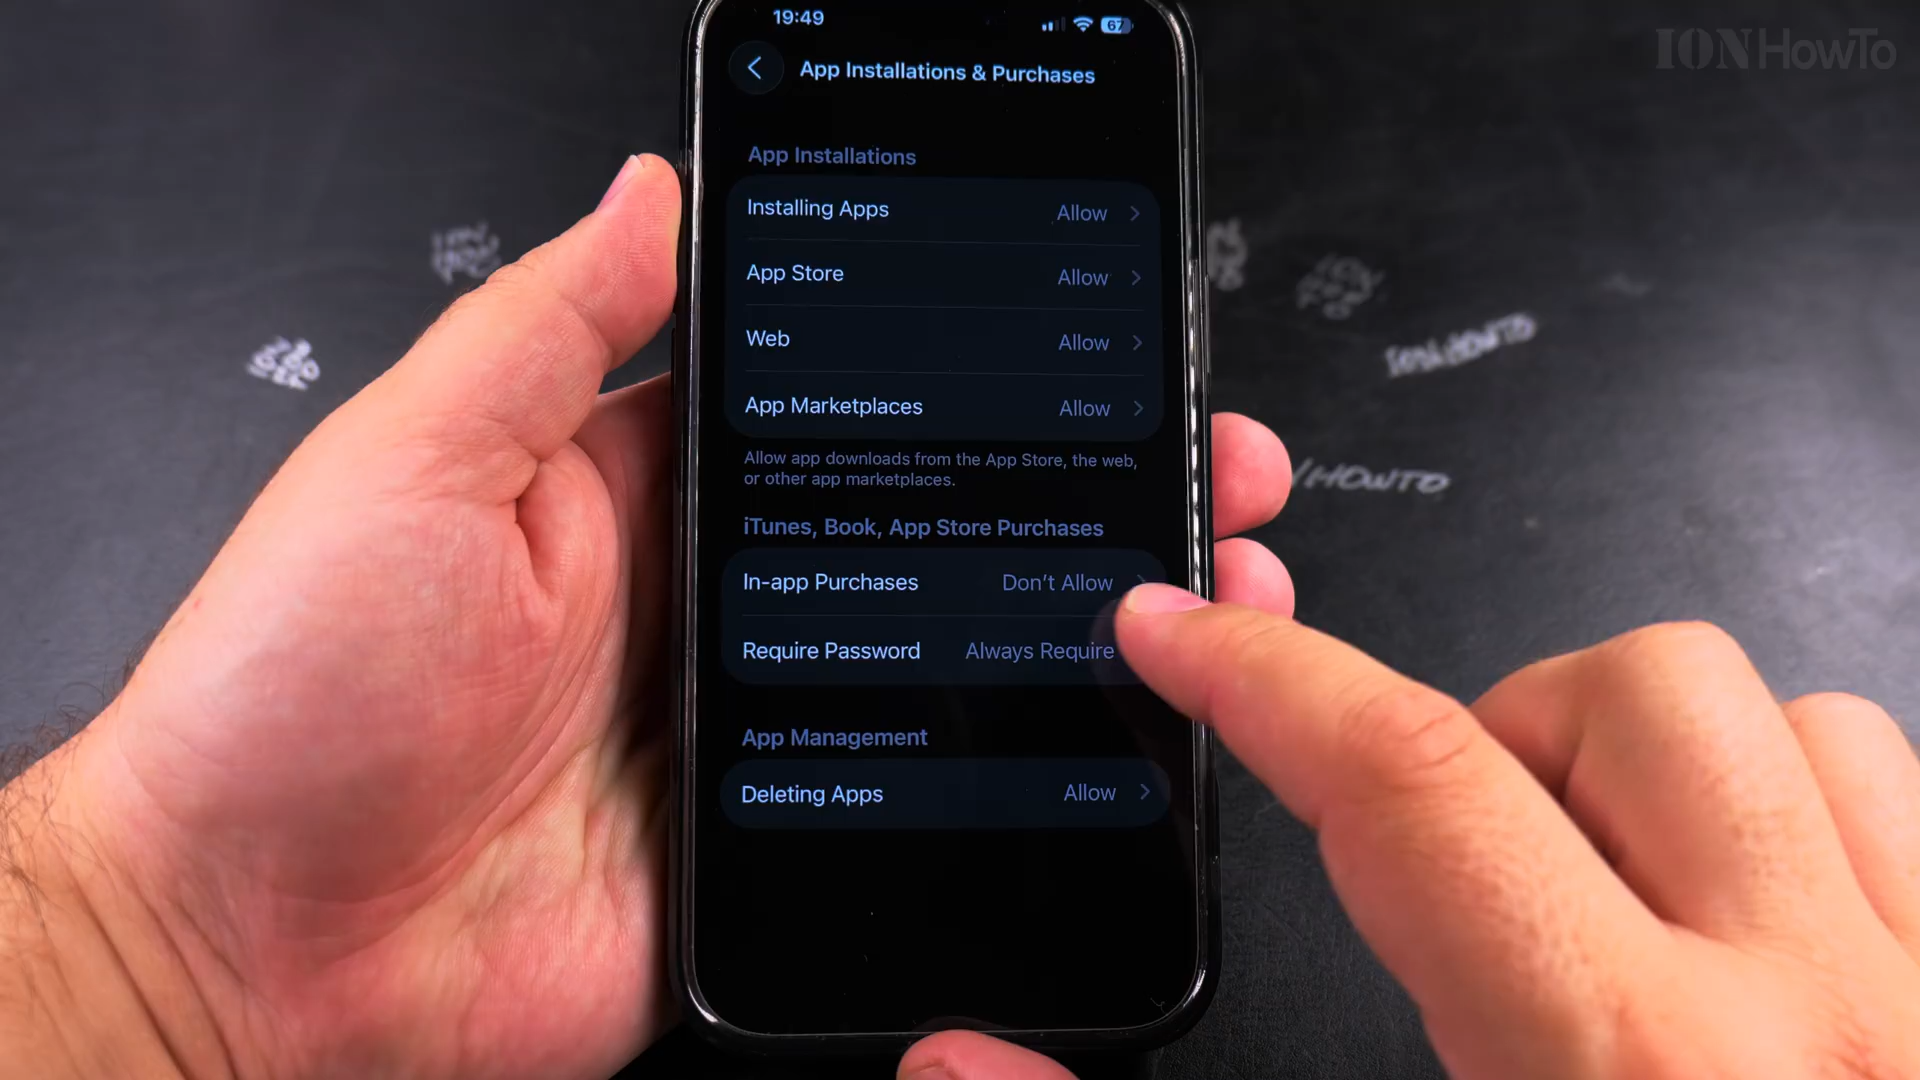 19:49
67
IONHowTo
App Installations & Purchases
App Installations
Installing Apps Allow
App Store Allow
Web Allow
App Marketplaces Allow
Allow app downloads from the App Store, the web,
or other app marketplaces.
iTunes, Book, App Store Purchases
In-app Purchases Don't Allow
Require Password Always Require
App Management
Deleting Apps Allow
IONHOWTO
/HOWTO